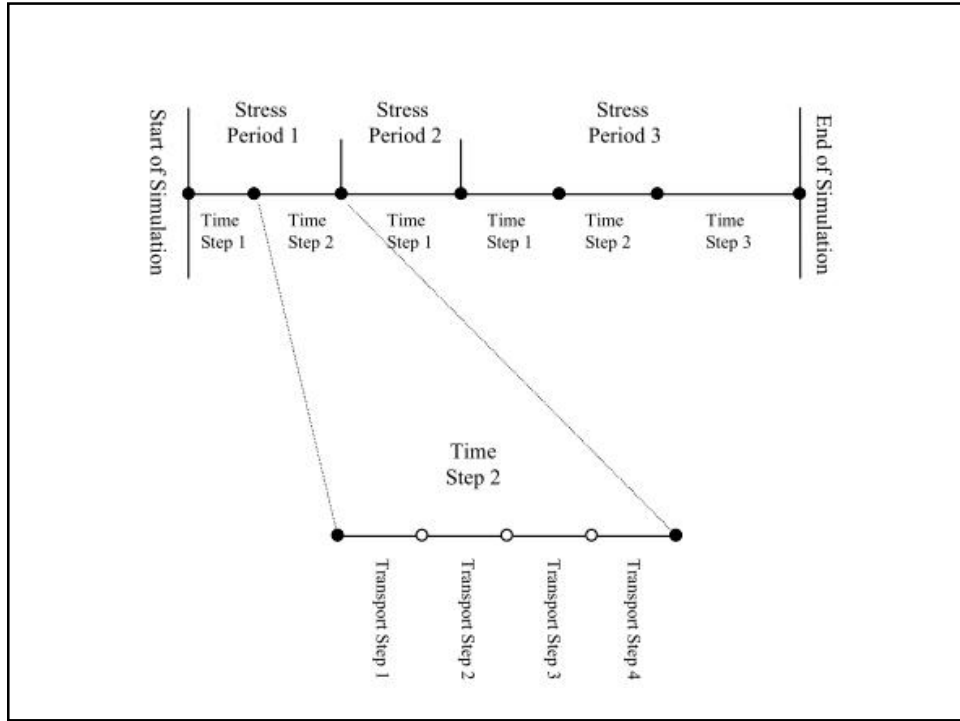 Start of Simulation
Stress
Period 1
Stress
Period 2
Stress
Period 3
End of Simulation
Time
Step 1
Time
Step 2
Time
Step 1
Time
Step 1
Time
Step 2
Time
Step 3
Time
Step 2
Transport Step 1
Transport Step 2
Transport Step 3
Transport Step 4